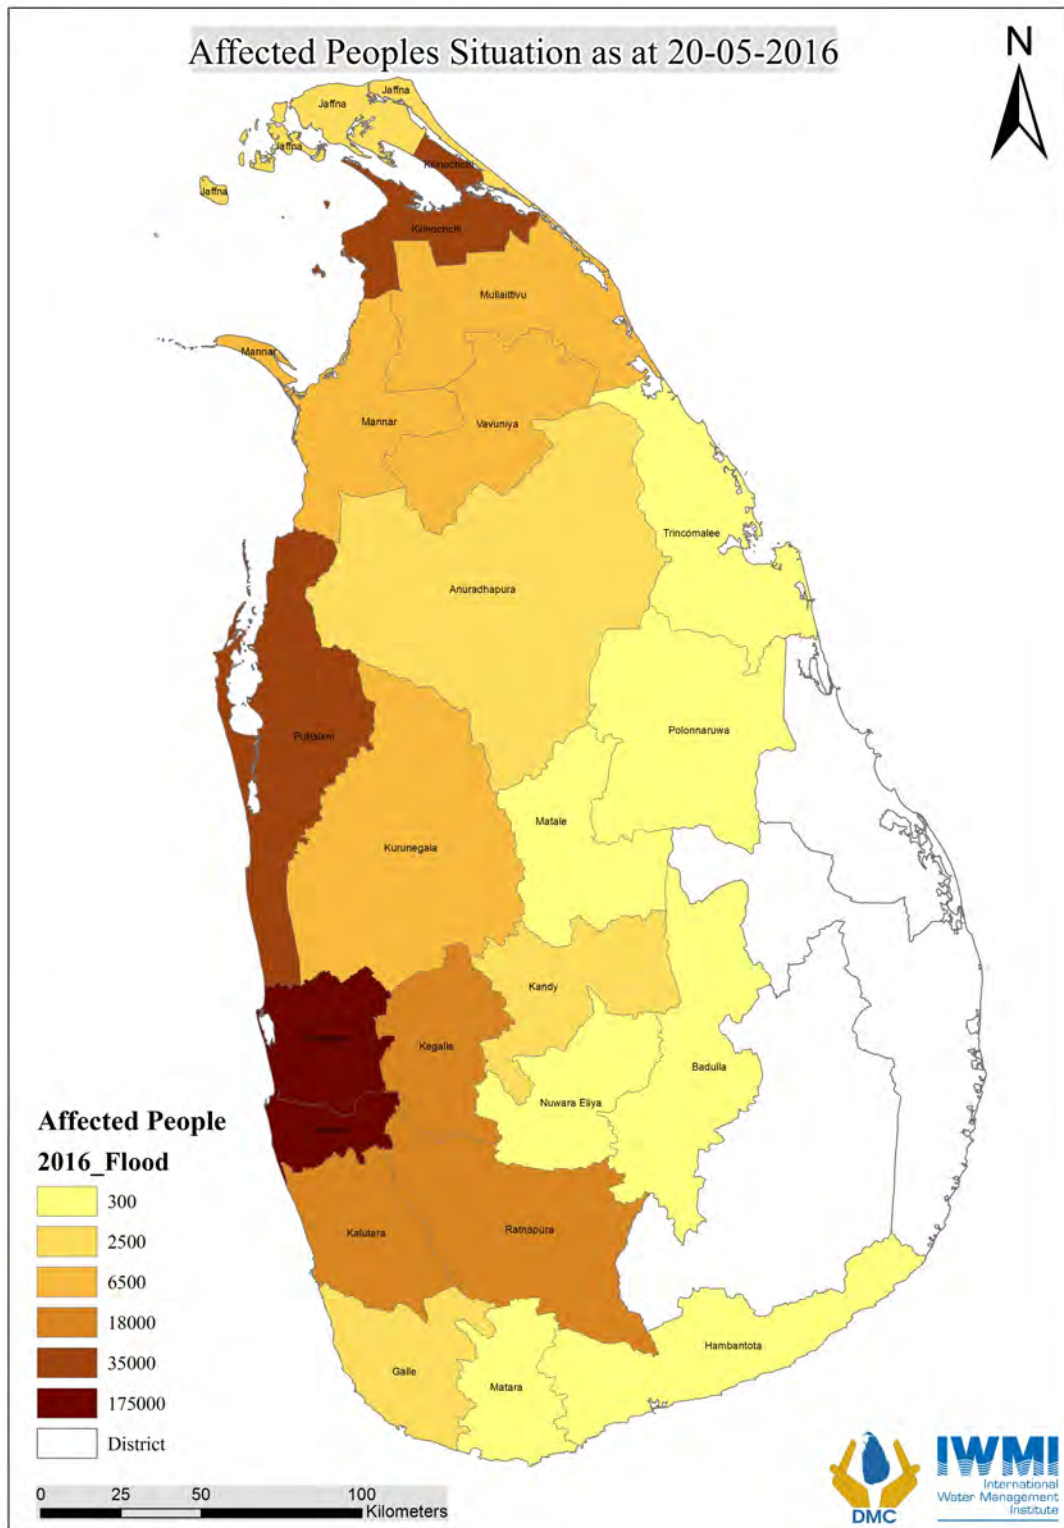 Affected Peoples Situation as at 20-05-2016
N
Jaffna
Jaffna
Jaffna
Jaffna
Kilinochchi
Kilinochchi
Mullaittivu
Mannar
Mannar
Vavuniya
Trincomalee
Anuradhapura
Polonnaruwa
Puttalam
Matale
Kurunegala
Kandy
Kegalle
Badulla
Nuwara Eliya
Kalutara
Ratnapura
Hambantota
Galle
Matara
Affected People
2016_Flood
300
2500
6500
18000
35000
175000
District
0 25 50 100
Kilometers
DMC
IWMI
International
Water Management
Institute